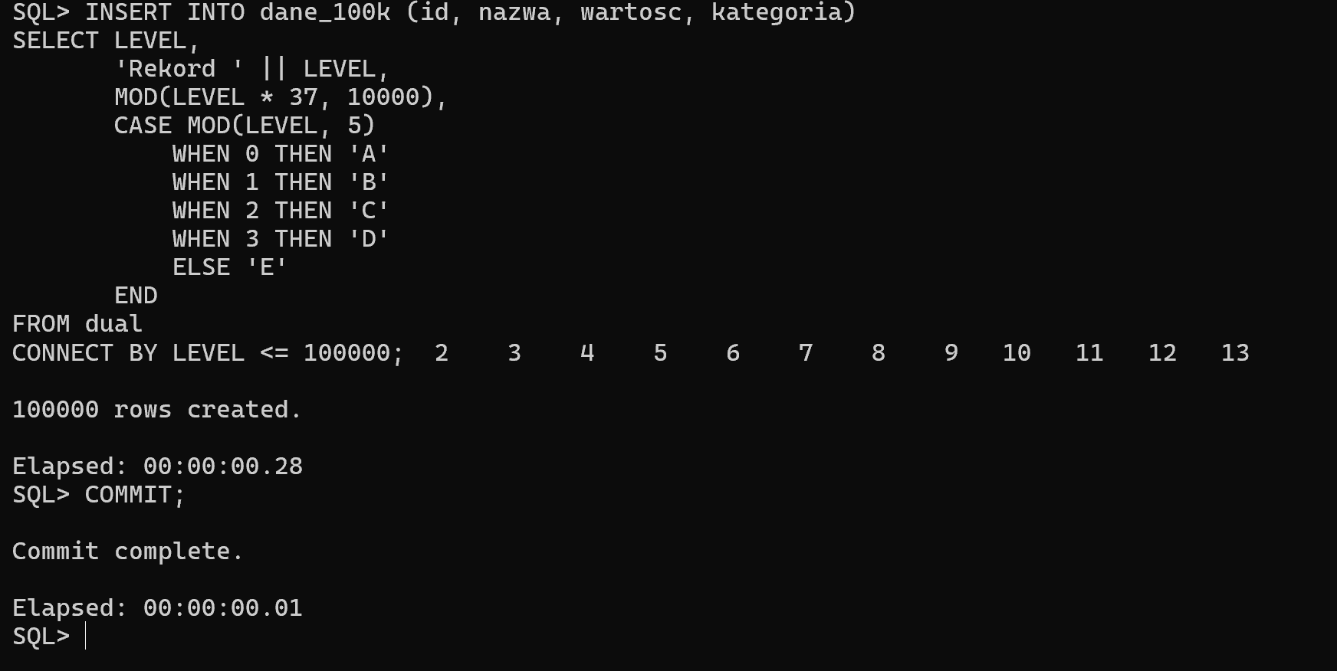 SQL> INSERT INTO dane_100k (id, nazwa, wartosc, kategoria)
SELECT LEVEL,
       'Rekord ' || LEVEL,
       MOD(LEVEL * 37, 10000),
       CASE MOD(LEVEL, 5)
           WHEN 0 THEN 'A'
           WHEN 1 THEN 'B'
           WHEN 2 THEN 'C'
           WHEN 3 THEN 'D'
           ELSE 'E'
       END
FROM dual
CONNECT BY LEVEL <= 100000;  2    3    4    5    6    7    8    9   10   11   12   13
100000 rows created.
Elapsed: 00:00:00.28
SQL> COMMIT;
Commit complete.
Elapsed: 00:00:00.01
SQL>